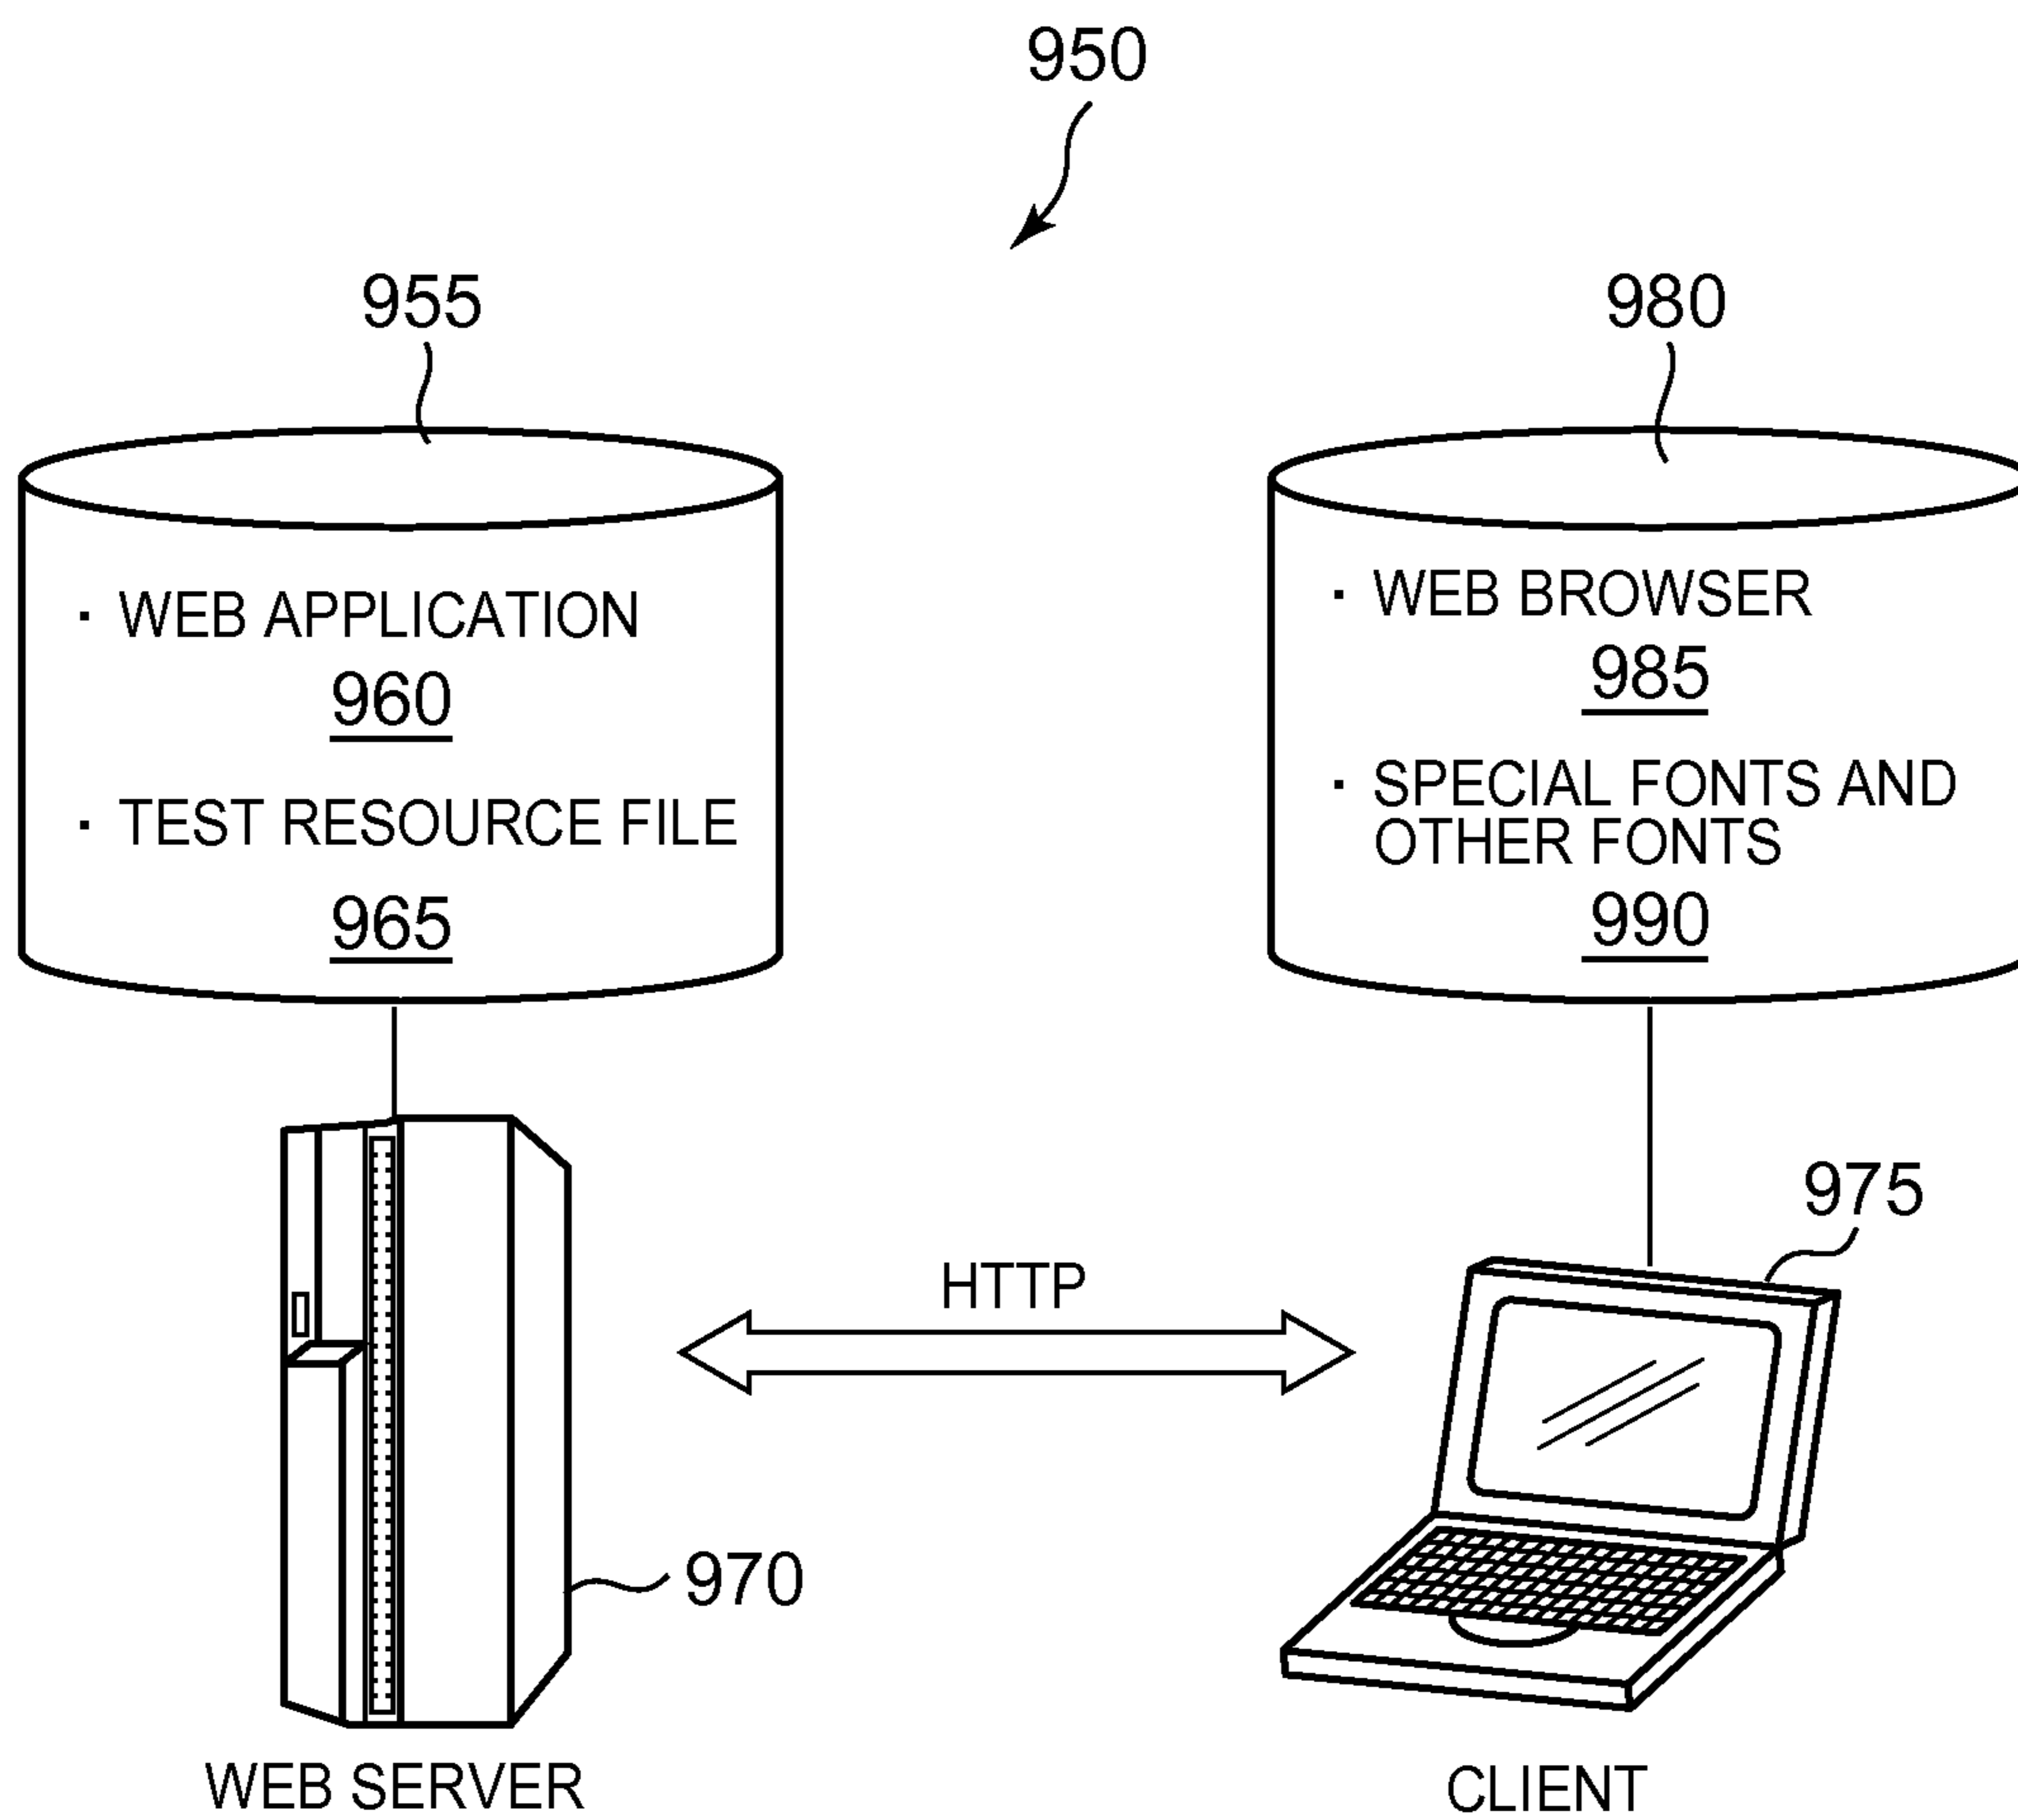 950
955
980
· WEB APPLICATION
960
· TEST RESOURCE FILE
965
· WEB BROWSER
985
· SPECIAL FONTS AND
OTHER FONTS
990
975
HTTP
970
WEB SERVER
CLIENT